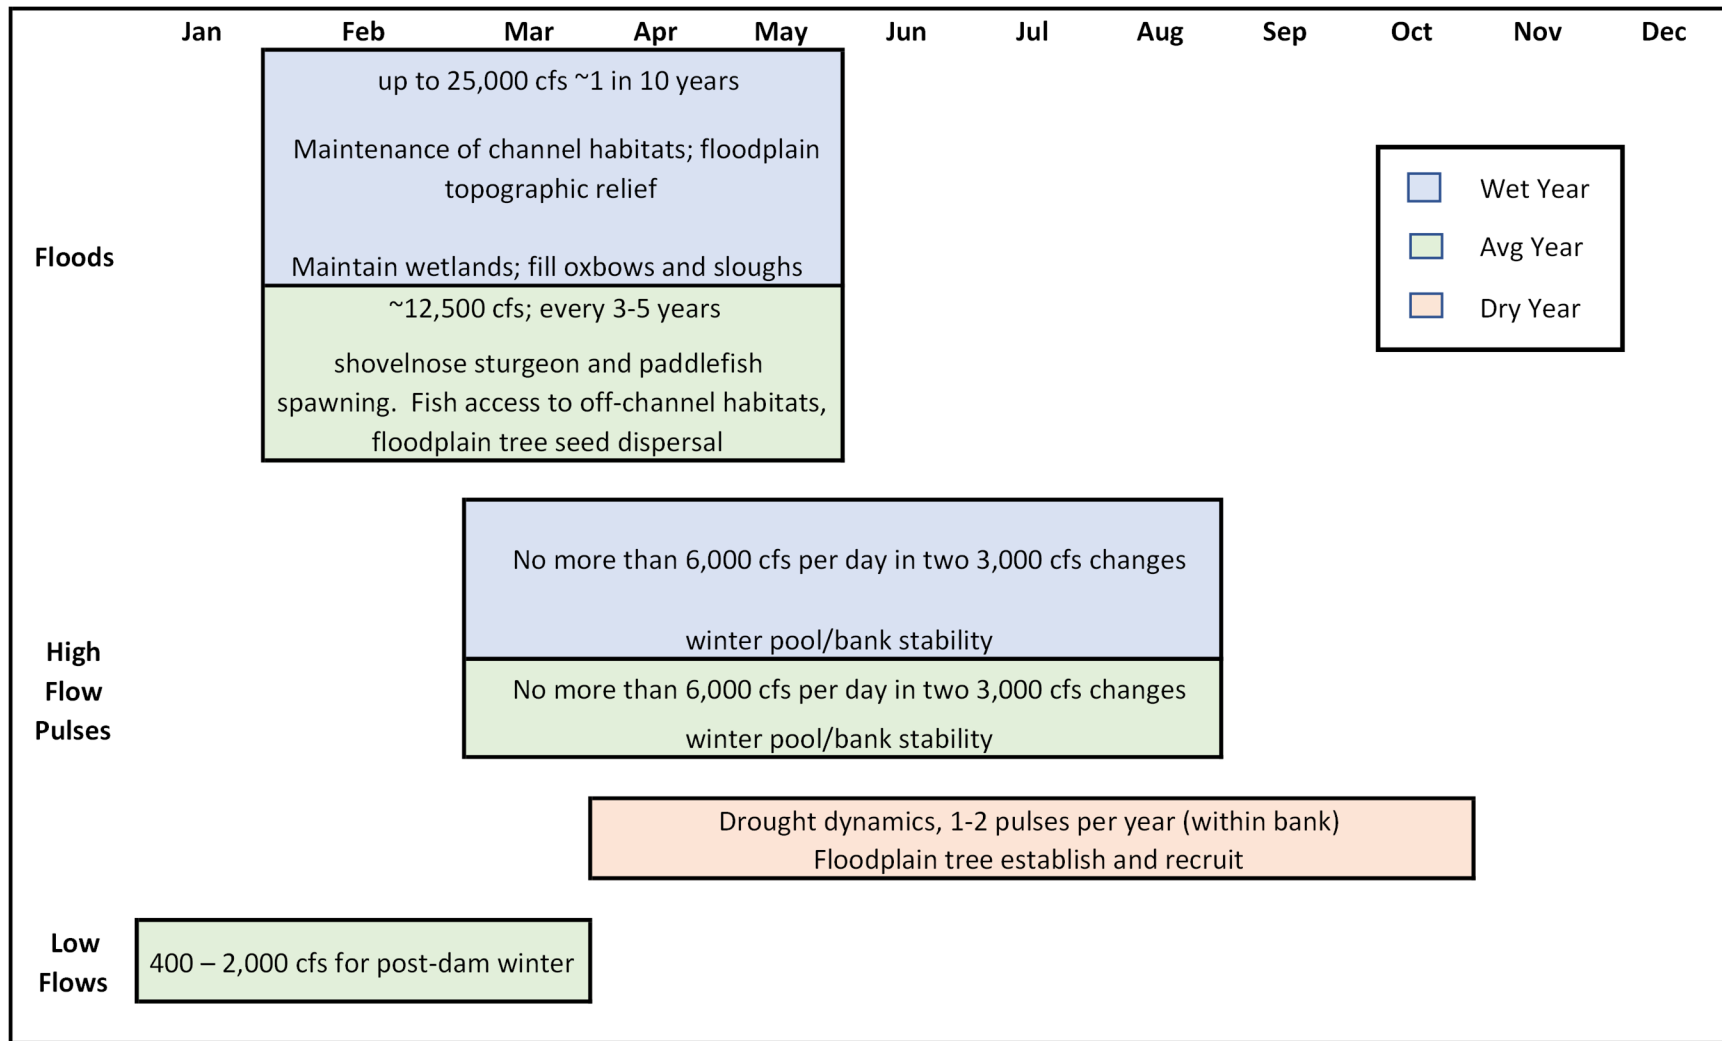 Jan Feb Mar Apr May Jun Jul Aug Sep Oct Nov Dec
Floods
up to 25,000 cfs ~1 in 10 years
Maintenance of channel habitats; floodplain
topographic relief
Maintain wetlands; fill oxbows and sloughs
~12,500 cfs; every 3-5 years
shovelnose sturgeon and paddlefish
spawning.  Fish access to off-channel habitats,
floodplain tree seed dispersal
Wet Year
Avg Year
Dry Year
High
Flow
Pulses
No more than 6,000 cfs per day in two 3,000 cfs changes
winter pool/bank stability
No more than 6,000 cfs per day in two 3,000 cfs changes
winter pool/bank stability
Drought dynamics, 1-2 pulses per year (within bank)
Floodplain tree establish and recruit
Low
Flows
400 – 2,000 cfs for post-dam winter